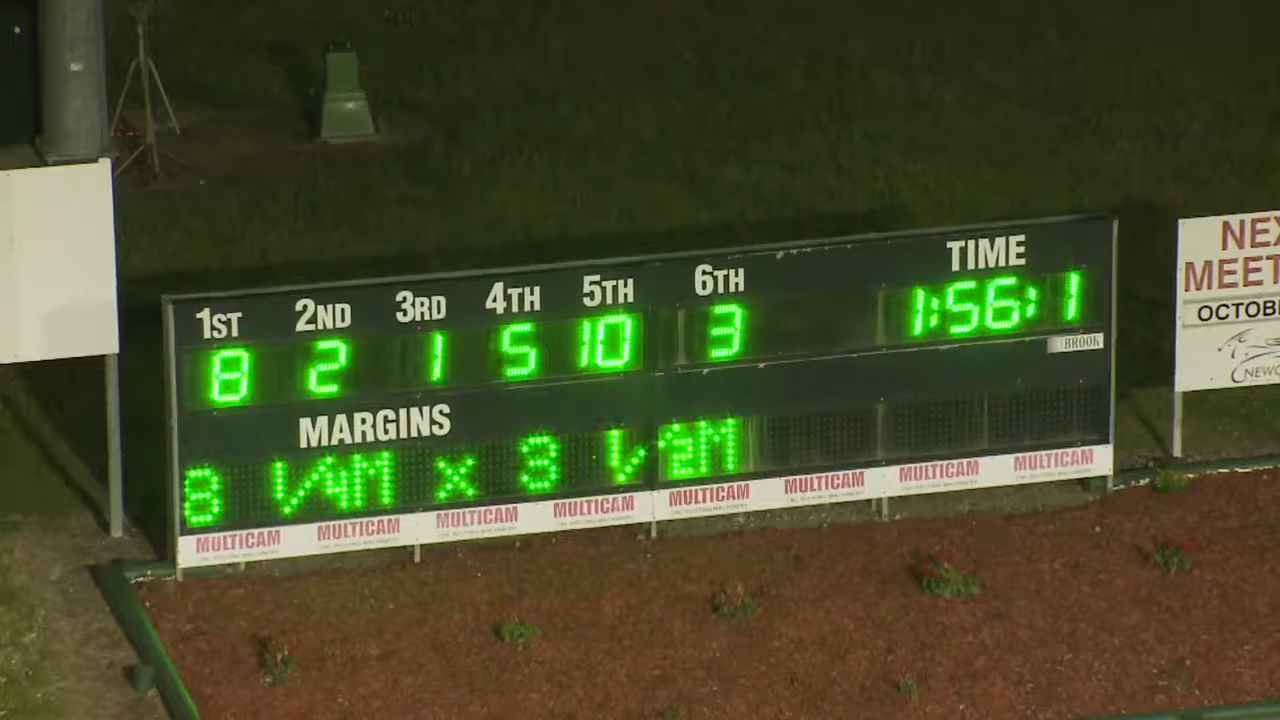 1ST 2ND 3RD 4TH 5TH 6TH TIME
8 2 1 5 10 3 1:56:1
BROOK
MARGINS
8 1/4M x 3 1/2M
MULTICAM MULTICAM MULTICAM MULTICAM MULTICAM MULTICAM MULTICAM MULTICAM
NEX
MEET
OCTOB
NEWC